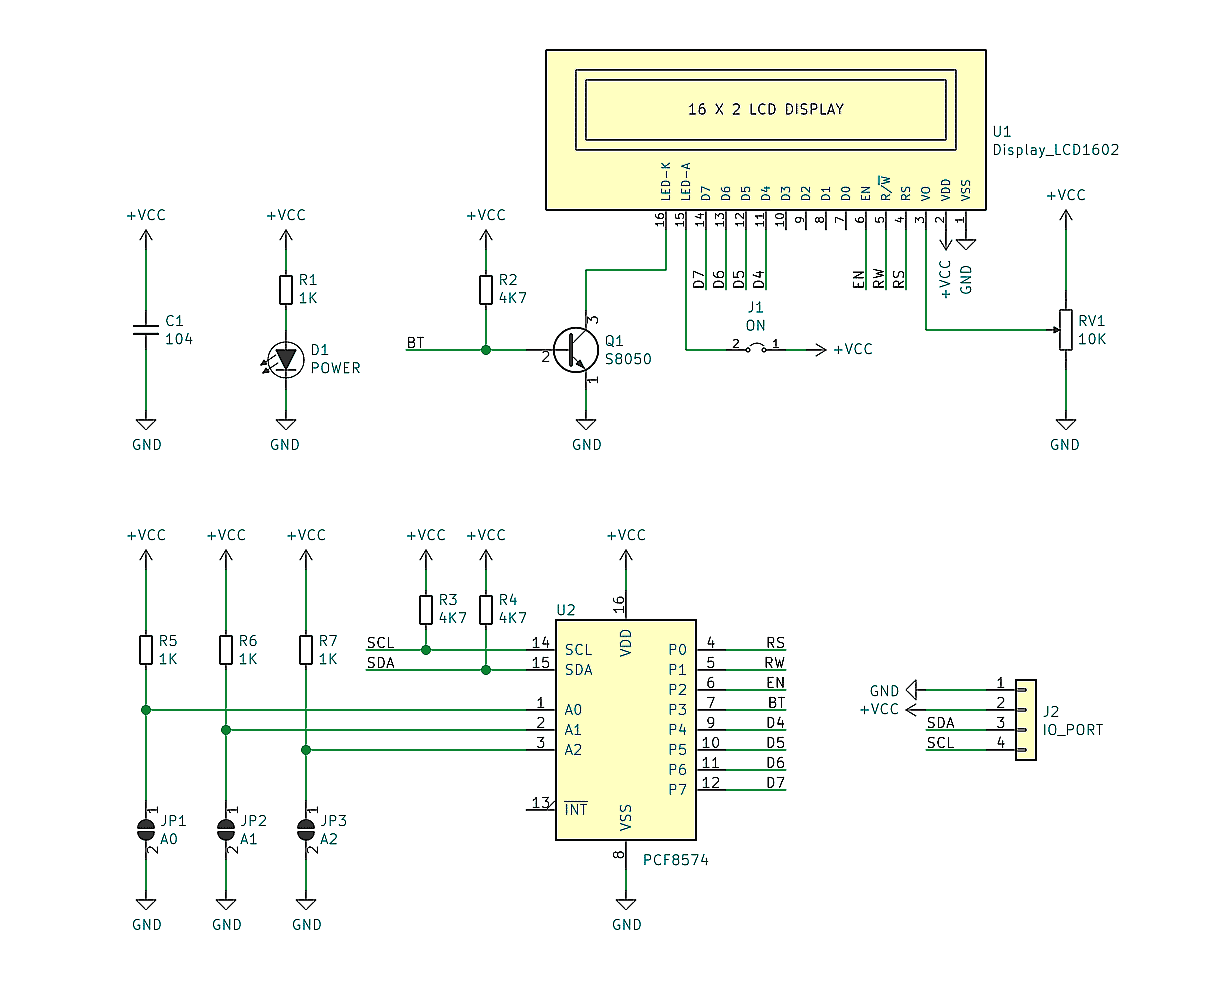 16 X 2 LCD DISPLAY
U1
Display_LCD1602
LED-K
LED-A
D7
D6
D5
D4
D3
D2
D1
D0
EN
R/W
RS
VO
VDD
VSS
16
15
14
13
12
11
10
9
8
7
6
5
4
3
2
1
D7
D6
D5
D4
EN
RW
RS
+VCC
GND
+VCC
C1
104
GND
+VCC
R1
1K
D1
POWER
GND
+VCC
R2
4K7
BT
2
3
1
Q1
S8050
GND
J1
ON
2
1
+VCC
+VCC
RV1
10K
GND
+VCC
+VCC
+VCC
R5
1K
R6
1K
R7
1K
1
JP1
A0
2
1
JP2
A1
2
1
JP3
A2
2
GND
GND
GND
+VCC
+VCC
R3
4K7
R4
4K7
SCL
SDA
+VCC
U2
16
VDD
14 SCL
15 SDA
1 A0
2 A1
3 A2
13 INT
P0 4 RS
P1 5 RW
P2 6 EN
P3 7 BT
P4 9 D4
P5 10 D5
P6 11 D6
P7 12 D7
VSS
8
PCF8574
GND
GND 1
+VCC 2
SDA 3
SCL 4
J2
IO_PORT